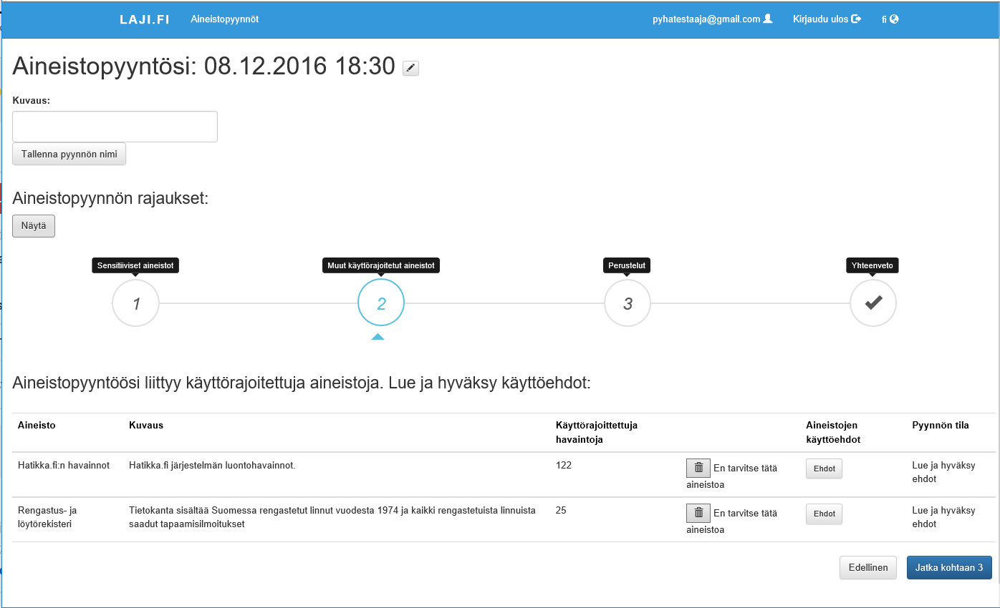 LAJI.FI Aineistopyynnöt pyhatestaaja@gmail.com Kirjaudu ulos fi
Aineistopyyntösi: 08.12.2016 18:30
Kuvaus:
Tallenna pyynnön nimi
Aineistopyynnön rajaukset:
Näytä
Sensitiiviset aineistot Muut käyttörajoitetut aineistot Perustelut Yhteenveto
1 2 3
Aineistopyyntöösi liittyy käyttörajoitettuja aineistoja. Lue ja hyväksy käyttöehdot:
Aineisto Kuvaus Käyttörajoittettuja Aineistojen Pyynnön tila
havaintoja käyttöehdot
Hatikka.fi:n havainnot Hatikka.fi järjestelmän luontohavainnot. 122 En tarvitse tätä Ehdot Lue ja hyväksy
aineistoa ehdot
Rengastus- ja Tietokanta sisältää Suomessa rengastetut linnut vuodesta 1974 ja kaikki rengastetuista linnuista 25 En tarvitse tätä Ehdot Lue ja hyväksy
löytörekisteri saadut tapaamisilmoitukset aineistoa ehdot
Edellinen Jatka kohtaan 3